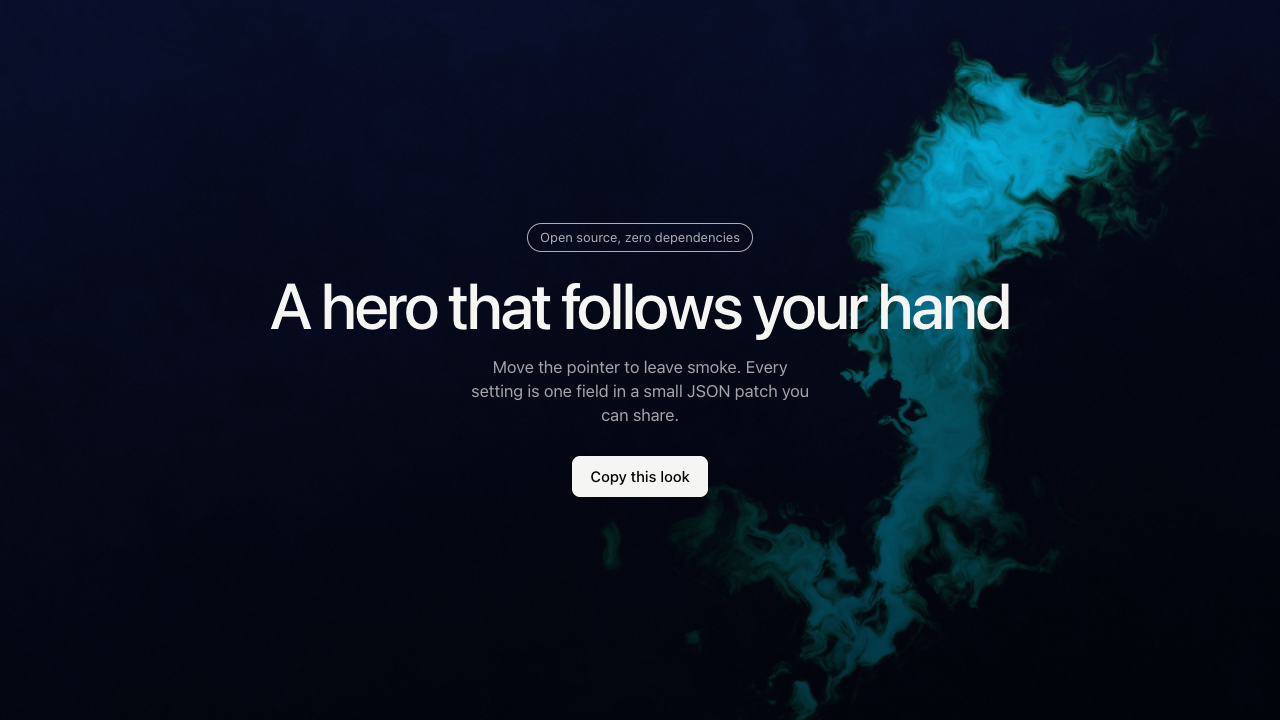 Open source, zero dependencies
A hero that follows your hand
Move the pointer to leave smoke. Every
setting is one field in a small JSON patch you
can share.
Copy this look